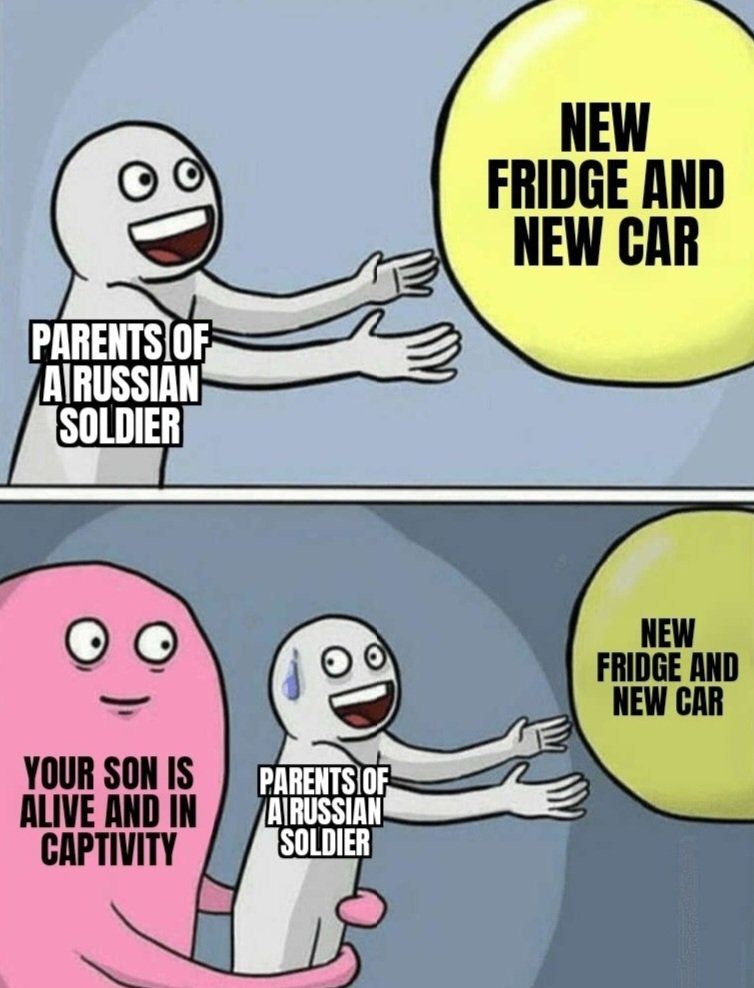 NEW
FRIDGE AND
NEW CAR
PARENTS OF
A RUSSIAN
SOLDIER
NEW
FRIDGE AND
NEW CAR
YOUR SON IS
ALIVE AND IN
CAPTIVITY
PARENTS OF
A RUSSIAN
SOLDIER